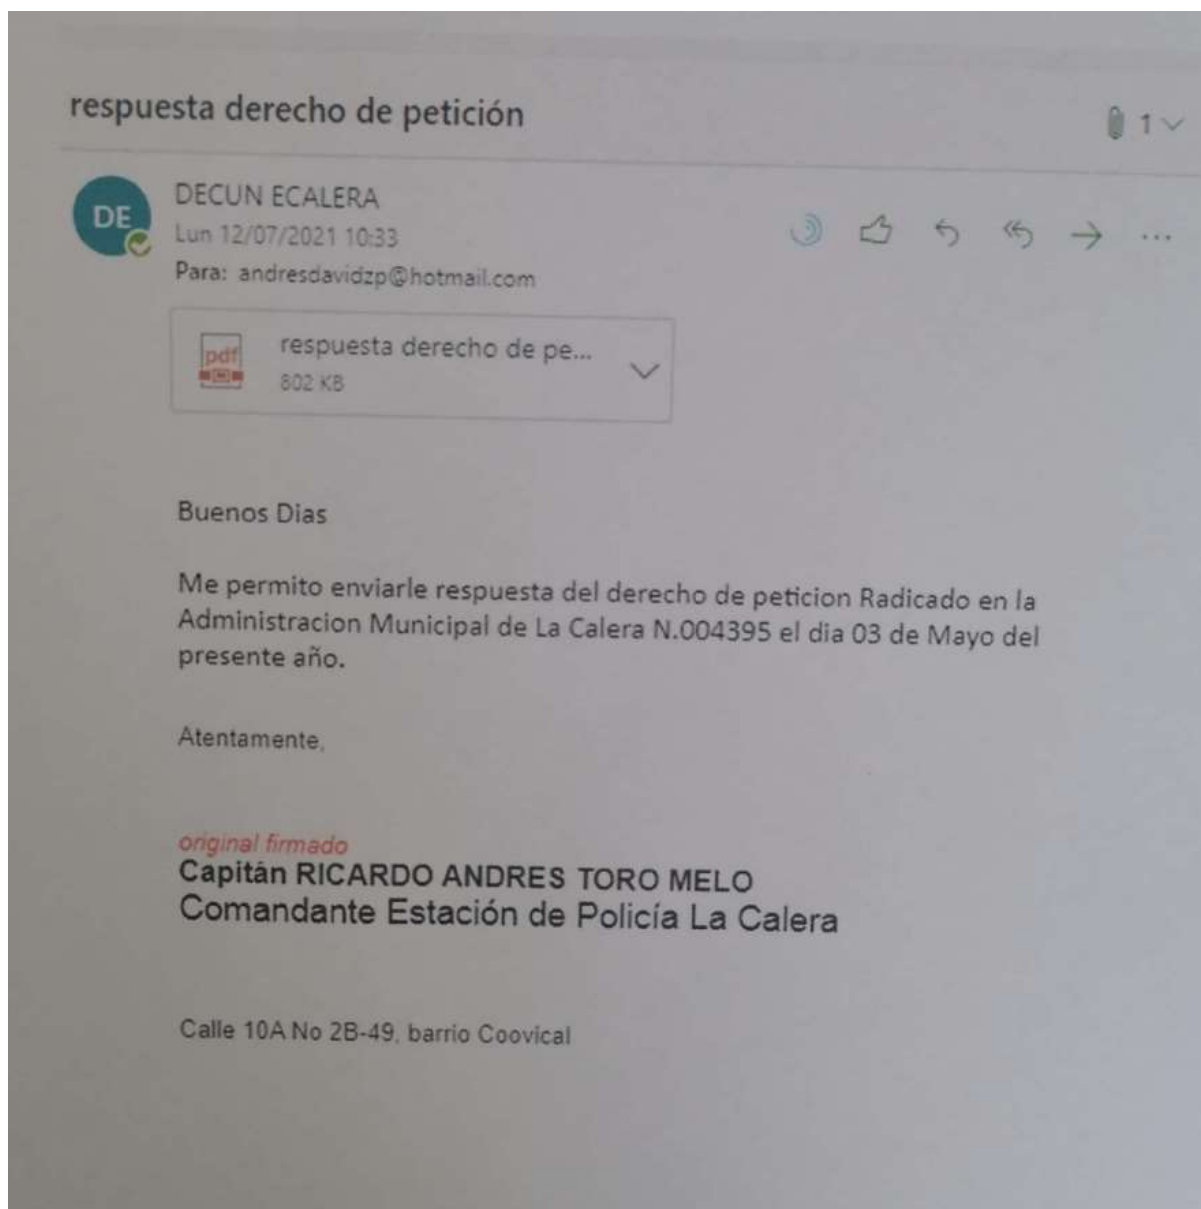 respuesta derecho de petición
1
DE
DECUN ECALERA
Lun 12/07/2021 10:33
Para: andresdavidzp@hotmail.com
pdf
respuesta derecho de pe...
802 KB
Buenos Dias
Me permito enviarle respuesta del derecho de peticion Radicado en la
Administracion Municipal de La Calera N.004395 el dia 03 de Mayo del
presente año.
Atentamente,
original firmado
Capitán RICARDO ANDRES TORO MELO
Comandante Estación de Policía La Calera
Calle 10A No 2B-49, barrio Coovical